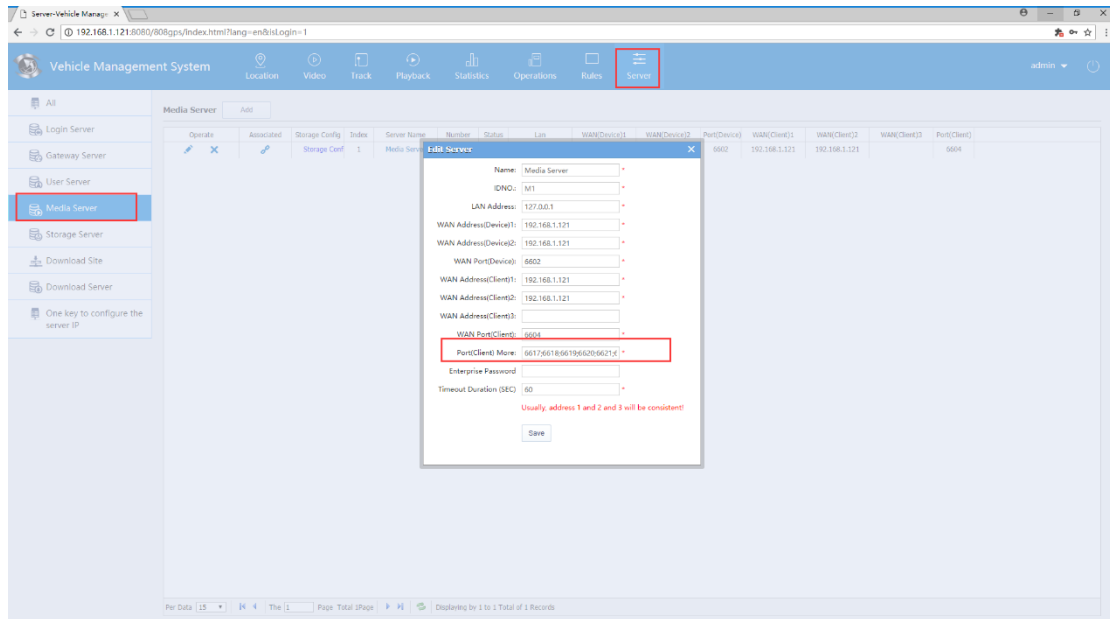 Server-Vehicle Manage
192.168.1.121:8080/808gps/index.html?lang=en&isLogin=1
Vehicle Management System
Location
Video
Track
Playback
Statistics
Operations
Rules
Server
admin
All
Login Server
Gateway Server
User Server
Media Server
Storage Server
Download Site
Download Server
One key to configure the
server IP
Media Server Add
Operate Associated Storage Config Index Server Name Number Status Lan WAN(Device)1 WAN(Device)2 Port(Device) WAN(Client)1 WAN(Client)2 WAN(Client)3 Port(Client)
Storage Conf 1 Media Serve 6602 192.168.1.121 192.168.1.121 6604
Edit Server
Name: Media Server *
IDNO.: M1 *
LAN Address: 127.0.0.1 *
WAN Address(Device)1: 192.168.1.121 *
WAN Address(Device)2: 192.168.1.121 *
WAN Port(Device): 6602 *
WAN Address(Client)1: 192.168.1.121 *
WAN Address(Client)2: 192.168.1.121 *
WAN Address(Client)3:
WAN Port(Client): 6604 *
Port(Client) More: 6617;6618;6619;6620;6621; *
Enterprise Password
Timeout Duration (SEC) 60 *
Usually, address 1 and 2 and 3 will be consistent!
Save
Per Data 15 The 1 Page Total 1Page Displaying by 1 to 1 Total of 1 Records